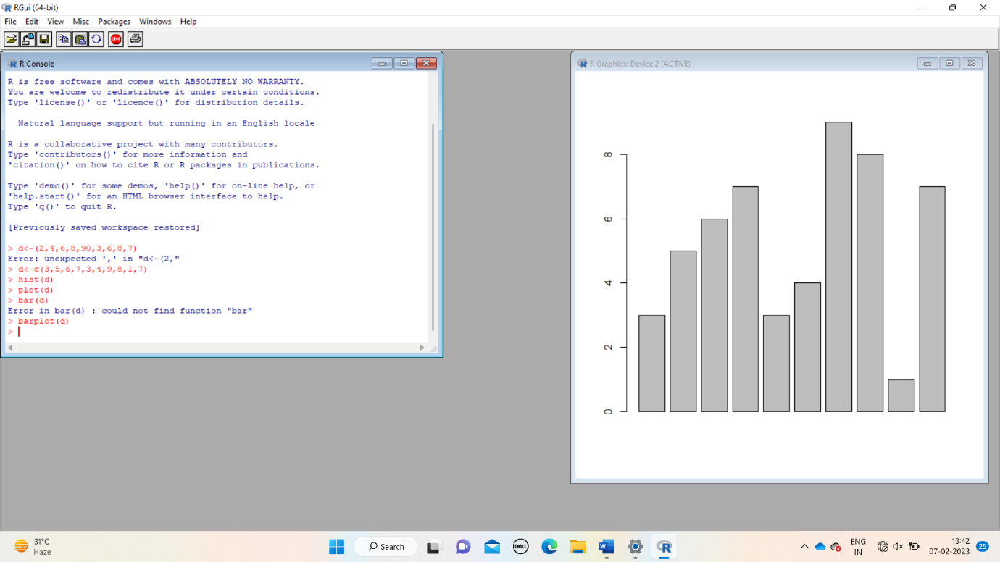 RGui (64-bit)
File Edit View Misc Packages Windows Help
STOP
R Console
R is free software and comes with ABSOLUTELY NO WARRANTY.
You are welcome to redistribute it under certain conditions.
Type 'license()' or 'licence()' for distribution details.
Natural language support but running in an English locale
R is a collaborative project with many contributors.
Type 'contributors()' for more information and
'citation()' on how to cite R or R packages in publications.
Type 'demo()' for some demos, 'help()' for on-line help, or
'help.start()' for an HTML browser interface to help.
Type 'q()' to quit R.
[Previously saved workspace restored]
> d<-(2,4,6,8,90,3,6,8,7)
Error: unexpected ',' in "d<-(2,"
> d<-c(3,5,6,7,3,4,9,8,1,7)
> hist(d)
> plot(d)
> bar(d)
Error in bar(d) : could not find function "bar"
> barplot(d)
>
R Graphics: Device 2 (ACTIVE)
8
6
4
2
0
31°C
Haze
Search
DELL
ENG
IN
13:42
07-02-2023
25